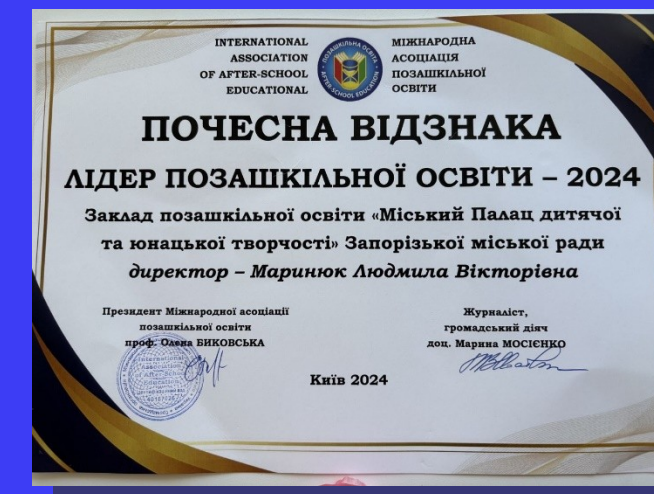 INTERNATIONAL
ASSOCIATION
OF AFTER-SCHOOL
EDUCATIONAL
МІЖНАРОДНА
АСОЦІАЦІЯ
ПОЗАШКІЛЬНОЇ
ОСВІТИ
ПОЧЕСНА ВІДЗНАКА
ЛІДЕР ПОЗАШКІЛЬНОЇ ОСВІТИ – 2024
Заклад позашкільної освіти «Міський Палац дитячої
та юнацької творчості» Запорізької міської ради
директор – Маринюк Людмила Вікторівна
Президент Міжнародної асоціації
позашкільної освіти
проф. Олена БИКОВСЬКА
Журналіст,
громадський діяч
доц. Марина МОСІЄНКО
Київ 2024